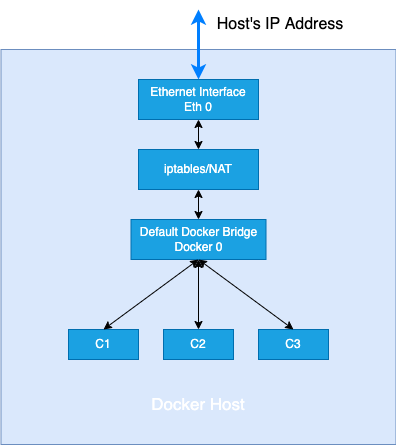 Host's IP Address
Ethernet Interface
Eth 0
iptables/NAT
Default Docker Bridge
Docker 0
C1
C2
C3
Docker Host